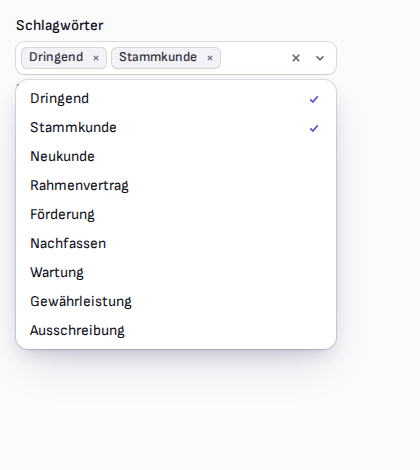 Schlagwörter
Dringend × Stammkunde ×
Dringend
Stammkunde
Neukunde
Rahmenvertrag
Förderung
Nachfassen
Wartung
Gewährleistung
Ausschreibung